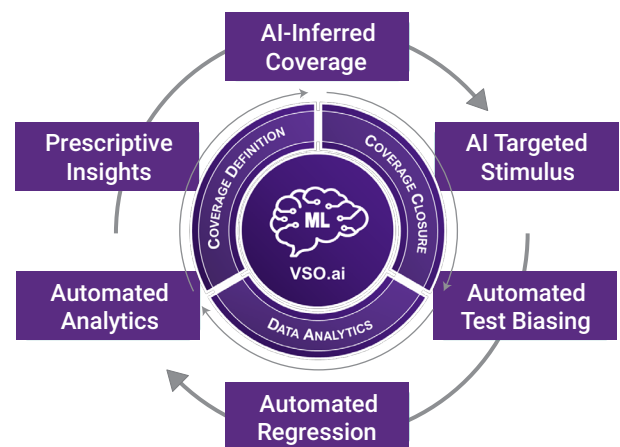 AI-Inferred
Coverage
Prescriptive
Insights
AI Targeted
Stimulus
COVERAGE DEFINITION
COVERAGE CLOSURE
ML
VSO.ai
DATA ANALYTICS
Automated
Analytics
Automated
Test Biasing
Automated
Regression